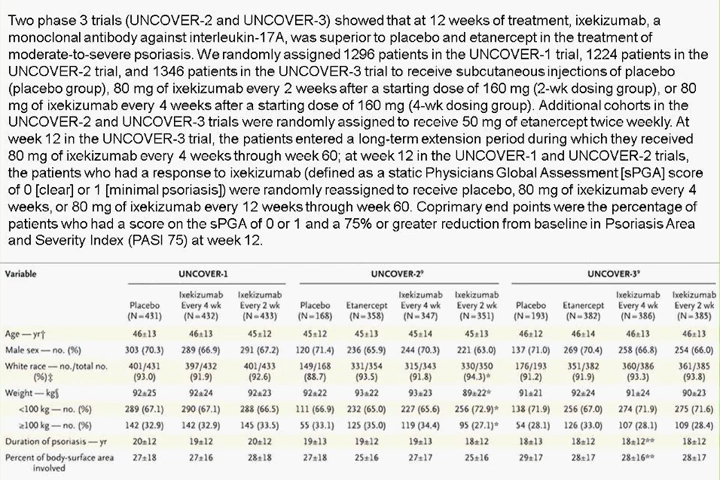 Two phase 3 trials (UNCOVER-2 and UNCOVER-3) showed that at 12 weeks of treatment, ixekizumab, a
monoclonal antibody against interleukin-17A, was superior to placebo and etanercept in the treatment of
moderate-to-severe psoriasis. We randomly assigned 1296 patients in the UNCOVER-1 trial, 1224 patients in the
UNCOVER-2 trial, and 1346 patients in the UNCOVER-3 trial to receive subcutaneous injections of placebo
(placebo group), 80 mg of ixekizumab every 2 weeks after a starting dose of 160 mg (2-wk dosing group), or 80
mg of ixekizumab every 4 weeks after a starting dose of 160 mg (4-wk dosing group). Additional cohorts in the
UNCOVER-2 and UNCOVER-3 trials were randomly assigned to receive 50 mg of etanercept twice weekly. At
week 12 in the UNCOVER-3 trial, the patients entered a long-term extension period during which they received
80 mg of ixekizumab every 4 weeks through week 60; at week 12 in the UNCOVER-1 and UNCOVER-2 trials,
the patients who had a response to ixekizumab (defined as a static Physicians Global Assessment [sPGA] score
of 0 [clear] or 1 [minimal psoriasis]) were randomly reassigned to receive placebo, 80 mg of ixekizumab every 4
weeks, or 80 mg of ixekizumab every 12 weeks through week 60. Coprimary end points were the percentage of
patients who had a score on the sPGA of 0 or 1 and a 75% or greater reduction from baseline in Psoriasis Area
and Severity Index (PASI 75) at week 12.
Variable UNCOVER-1 UNCOVER-2⁹ UNCOVER-3⁹
Ixekizumab Ixekizumab Ixekizumab Ixekizumab Ixekizumab Ixekizumab
Placebo Every 4 wk Every 2 wk Placebo Etanercept Every 4 wk Every 2 wk Placebo Etanercept Every 4 wk Every 2 wk
(N=431) (N=432) (N=433) (N=168) (N=358) (N=347) (N=351) (N=193) (N=382) (N=386) (N=385)
Age — yr† 46±13 46±13 45±12 45±12 45±13 45±14 45±13 46±12 46±14 46±13 46±13
Male sex — no. (%) 303 (70.3) 289 (66.9) 291 (67.2) 120 (71.4) 236 (65.9) 244 (70.3) 221 (63.0) 137 (71.0) 269 (70.4) 258 (66.8) 254 (66.0)
White race — no./total no. 401/431 397/432 401/433 149/168 331/354 315/343 330/350 176/193 351/382 360/386 361/385
(%)‡ (93.0) (91.9) (92.6) (88.7) (93.5) (91.8) (94.3)* (91.2) (91.9) (93.3) (93.8)
Weight — kg§ 92±25 92±24 92±23 92±22 93±22 92±23 89±22* 91±21 92±24 91±24 90±23
<100 kg — no. (%) 289 (67.1) 290 (67.1) 288 (66.5) 111 (66.9) 232 (65.0) 227 (65.6) 256 (72.9)* 138 (71.9) 256 (67.0) 274 (71.9) 275 (71.6)
≥100 kg — no. (%) 142 (32.9) 142 (32.9) 145 (33.5) 55 (33.1) 125 (35.0) 119 (34.4) 95 (27.1)* 54 (28.1) 126 (33.0) 107 (28.1) 109 (28.4)
Duration of psoriasis — yr 20±12 19±12 20±12 19±13 19±12 19±13 18±12 18±13 18±12 18±12** 18±12
Percent of body-surface area 27±18 27±16 28±18 27±18 25±16 27±17 25±16 29±17 28±17 28±16** 28±17
involved